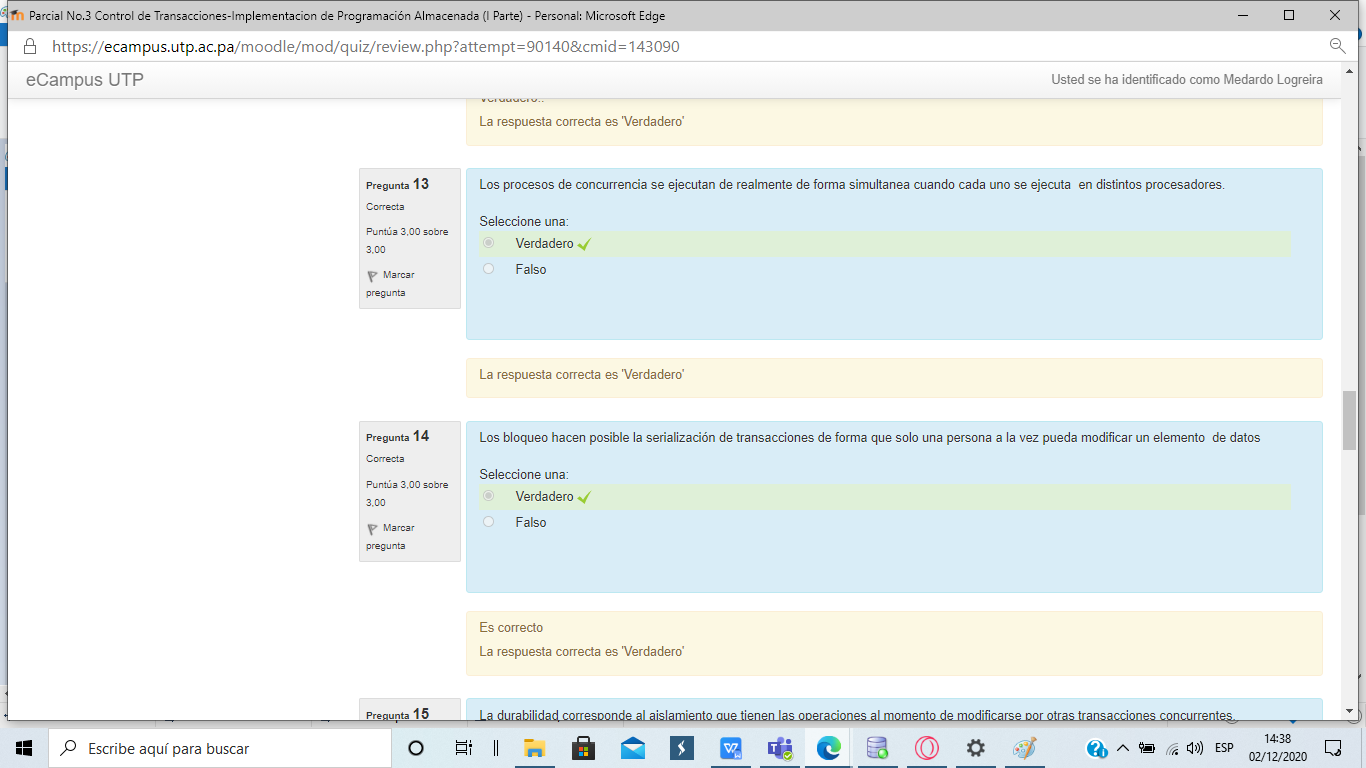 Parcial No.3 Control de Transacciones-Implementacion de Programación Almacenada (I Parte) - Personal: Microsoft Edge
https://ecampus.utp.ac.pa/moodle/mod/quiz/review.php?attempt=90140&cmid=143090
eCampus UTP
Usted se ha identificado como Medardo Logreira
Verdadero..
La respuesta correcta es 'Verdadero'
Pregunta 13
Correcta
Puntúa 3,00 sobre
3,00
Marcar
pregunta
Los procesos de concurrencia se ejecutan de realmente de forma simultanea cuando cada uno se ejecuta en distintos procesadores.
Seleccione una:
Verdadero
Falso
La respuesta correcta es 'Verdadero'
Pregunta 14
Correcta
Puntúa 3,00 sobre
3,00
Marcar
pregunta
Los bloqueo hacen posible la serialización de transacciones de forma que solo una persona a la vez pueda modificar un elemento de datos
Seleccione una:
Verdadero
Falso
Es correcto
La respuesta correcta es 'Verdadero'
Pregunta 15
La durabilidad corresponde al aislamiento que tienen las operaciones al momento de modificarse por otras transacciones concurrentes
Escribe aquí para buscar
ESP
14:38
02/12/2020